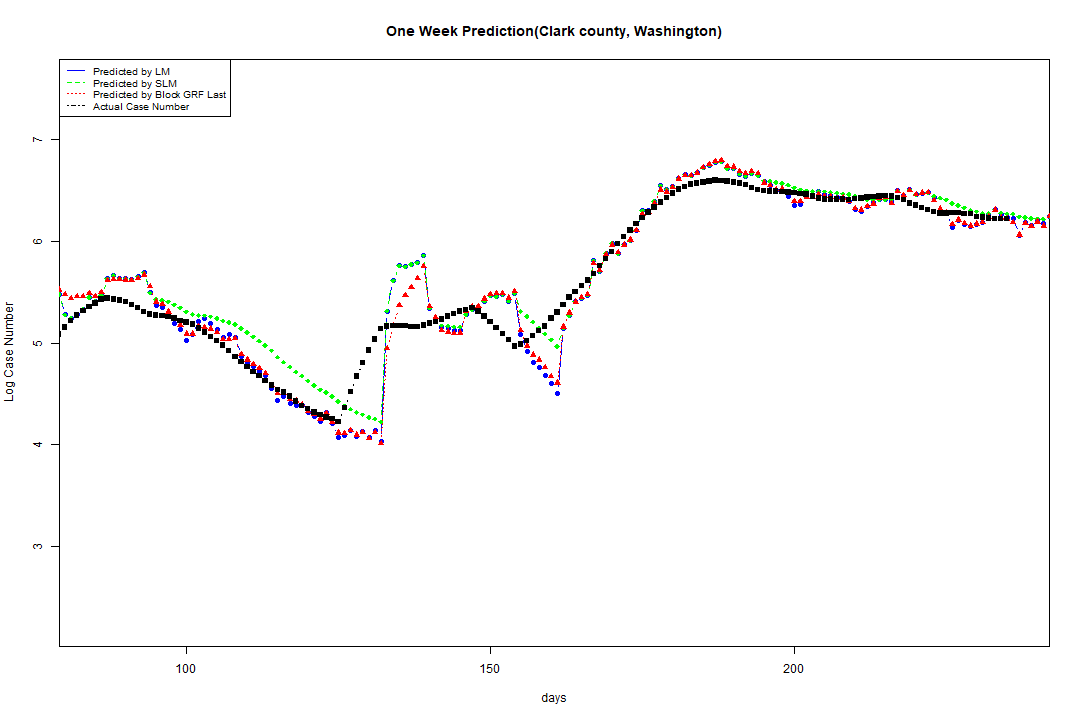 One Week Prediction(Clark county, Washington)
Predicted by LM
Predicted by SLM
Predicted by Block GRF Last
Actual Case Number
7
6
5
4
3
Log Case Number
100 150 200
days